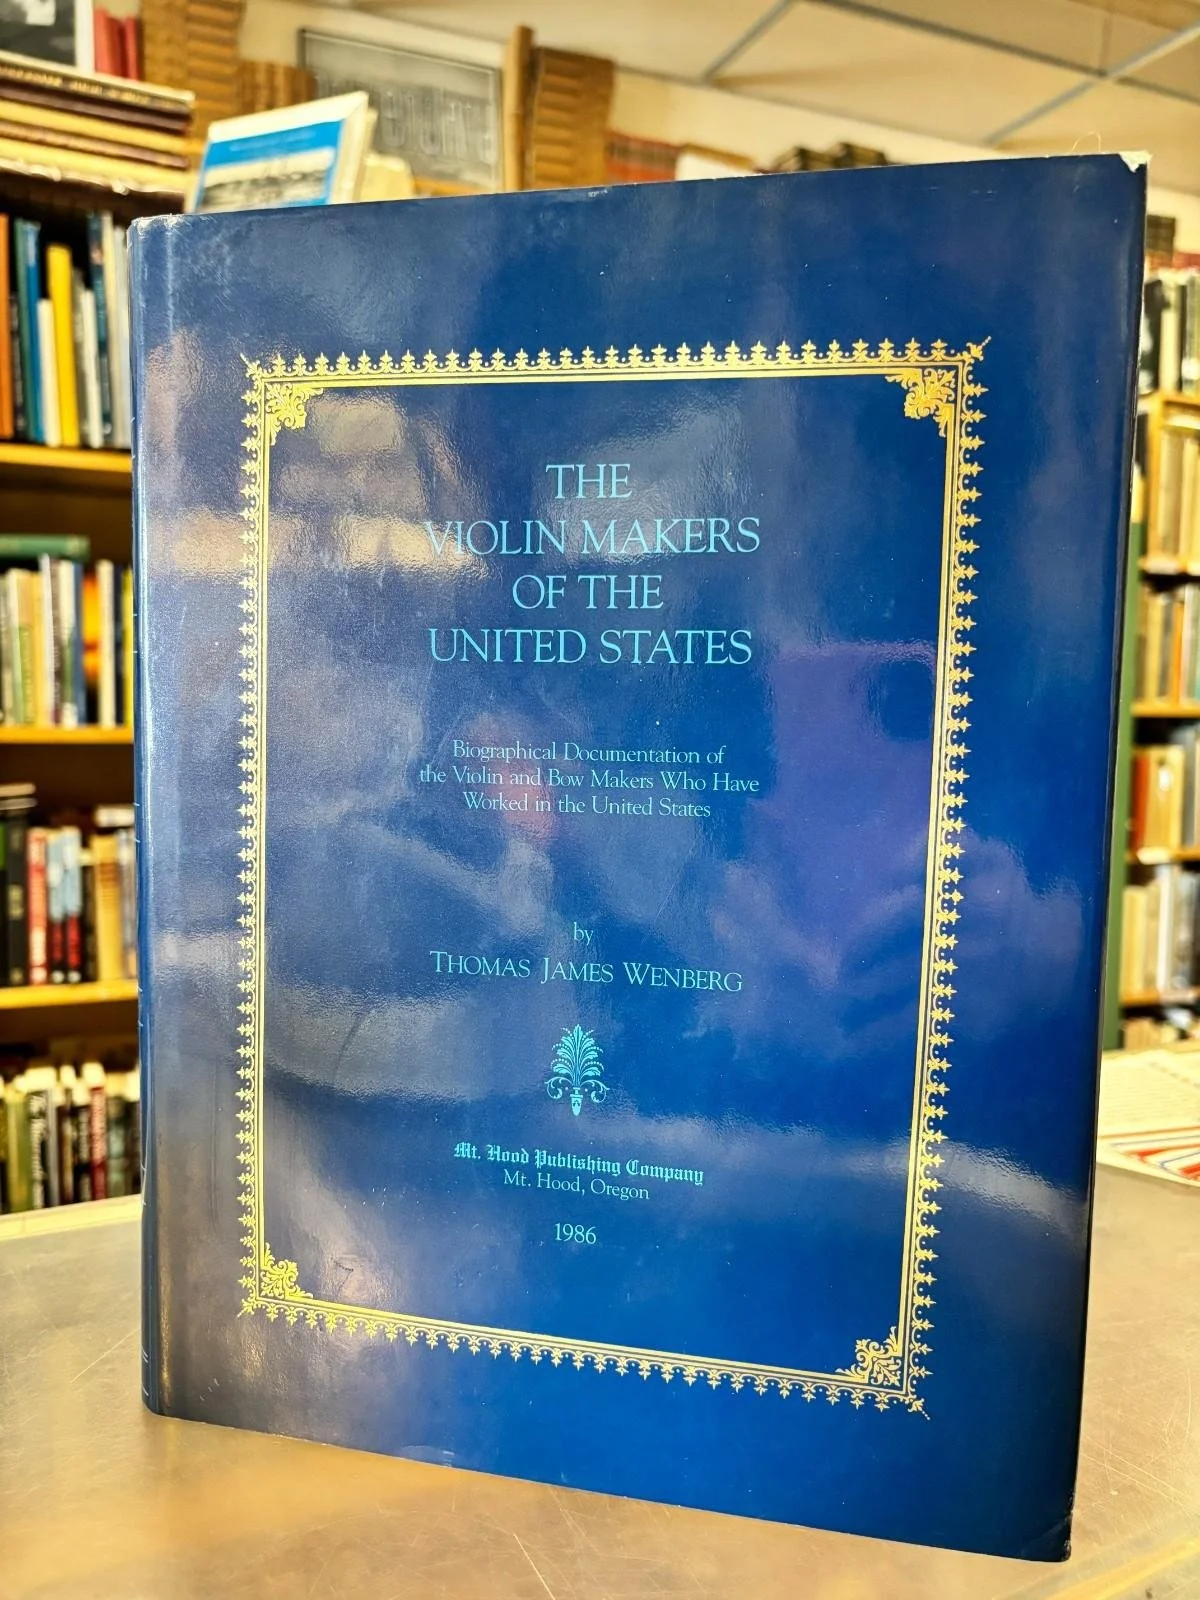 THE
VIOLIN MAKERS
OF THE
UNITED STATES
Biographical Documentation of
the Violin and Bow Makers Who Have
Worked in the United States
by
THOMAS JAMES WENBERG
Mt. Hood Publishing Company
Mt. Hood, Oregon
1986